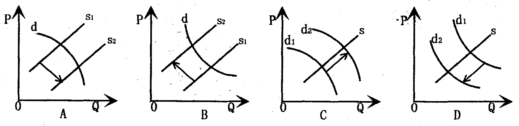 P d S₁ S₂ 0 Q A
P d S₂ S₁ 0 Q B
P d₁ d₂ S 0 Q C
P d₂ d₁ S 0 Q D